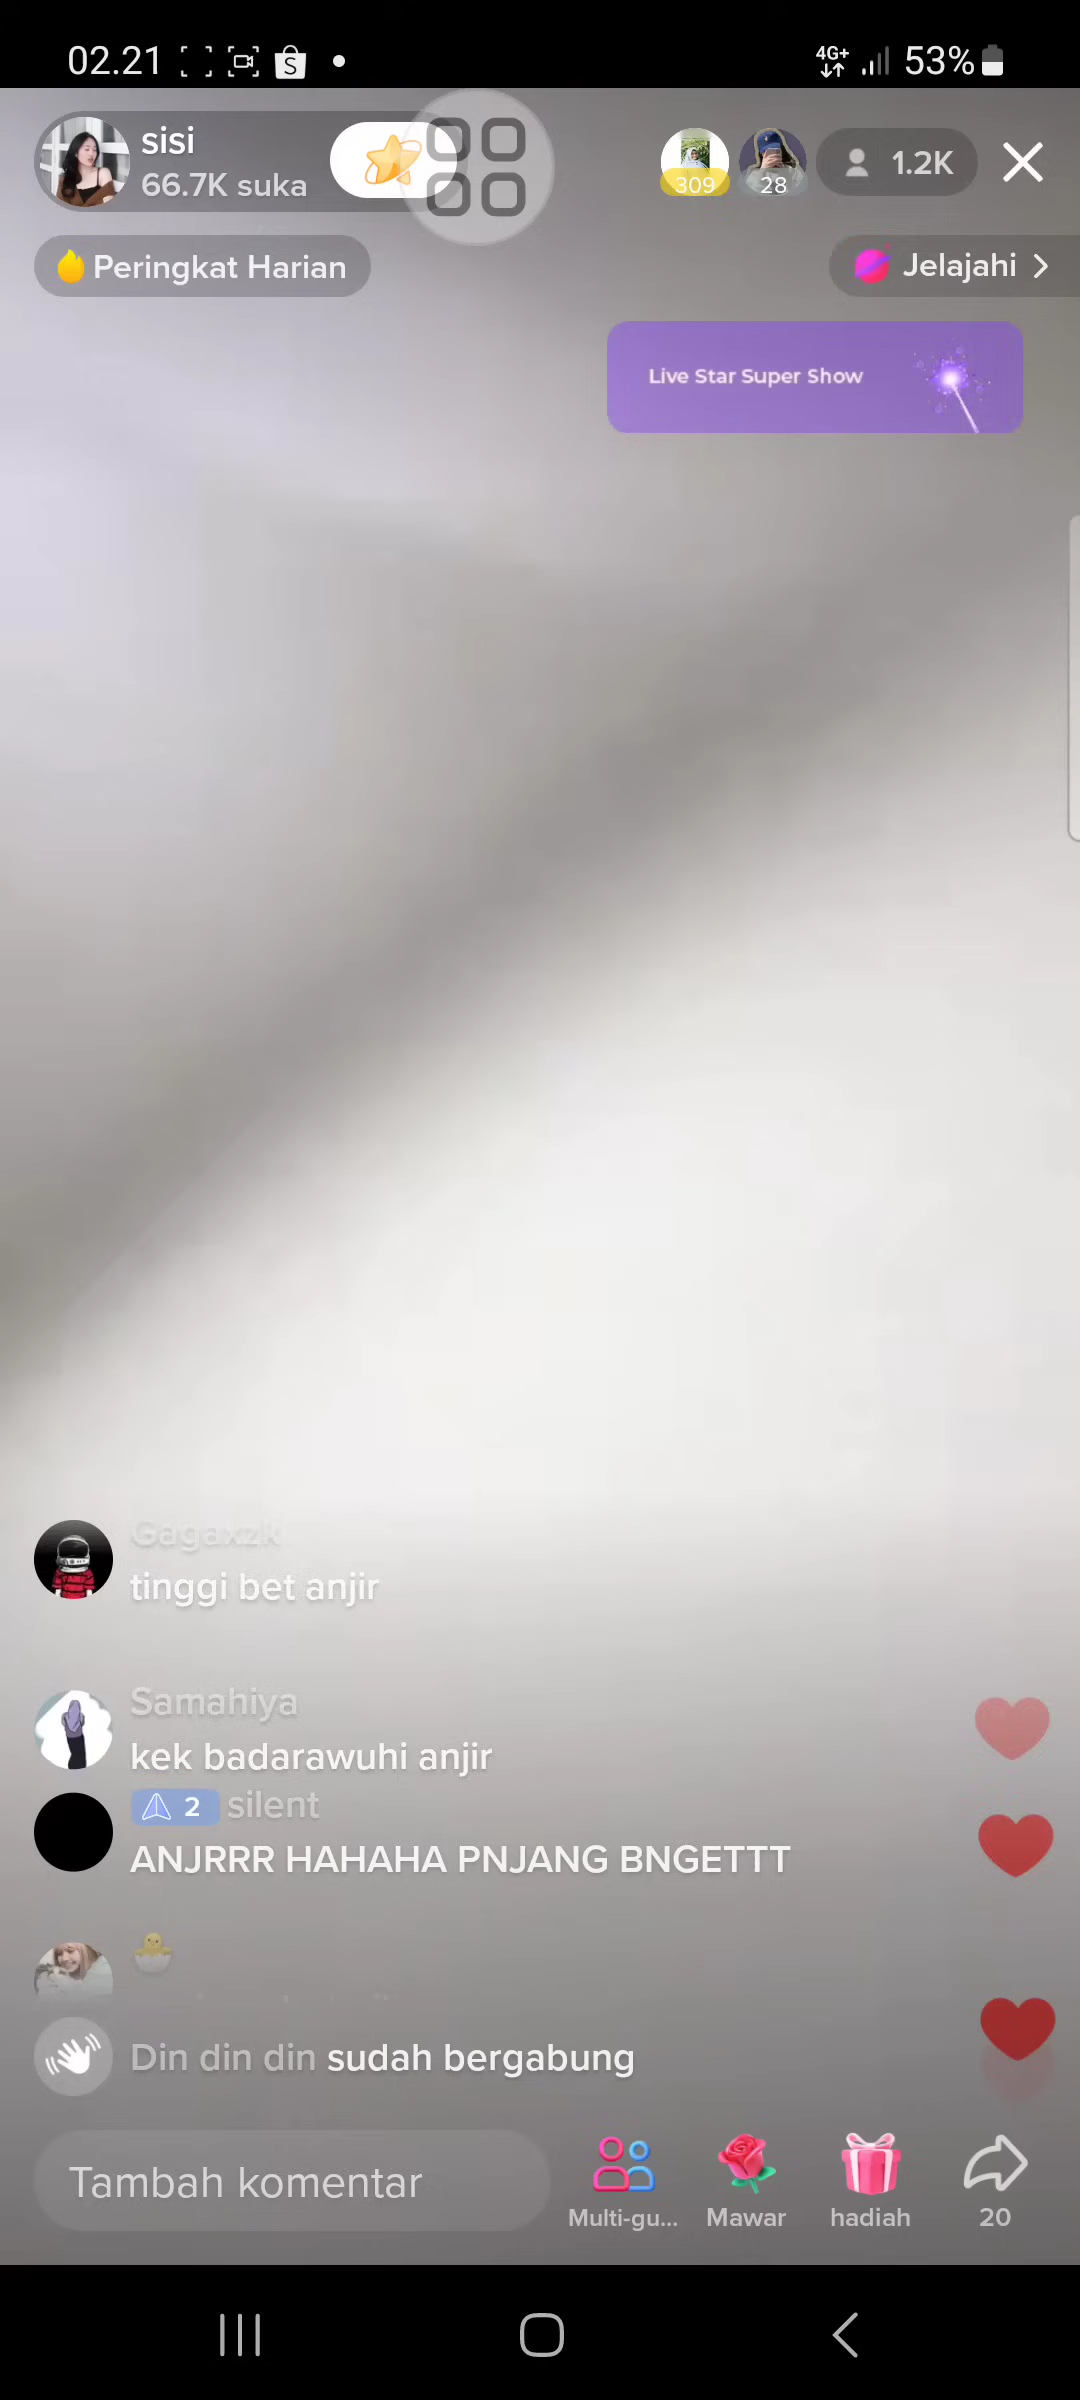 02.21
4G+
53%
sisi
66.7K suka
309
28
1.2K
Peringkat Harian
Jelajahi
Live Star Super Show
Gagaxzk
tinggi bet anjir
Samahiya
kek badarawuhi anjir
2 silent
ANJRRR HAHAHA PNJANG BNGETTT
Din din din sudah bergabung
Tambah komentar
Multi-gu...
Mawar
hadiah
20